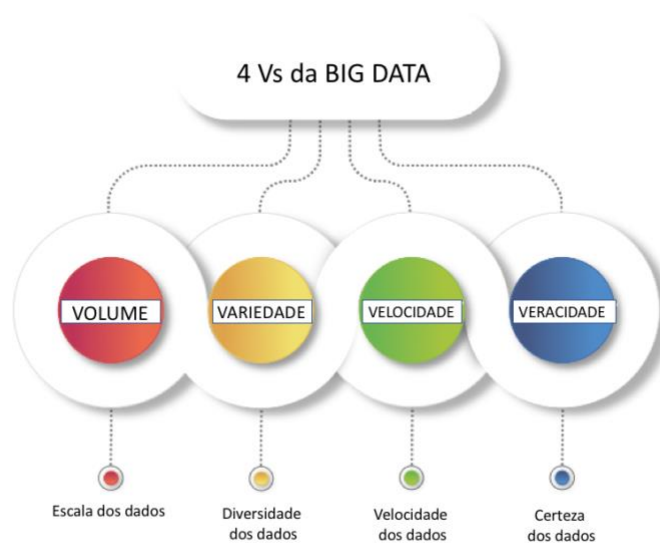 4 Vs da BIG DATA
VOLUME
VARIEDADE
VELOCIDADE
VERACIDADE
Escala dos dados
Diversidade
dos dados
Velocidade
dos dados
Certeza
dos dados